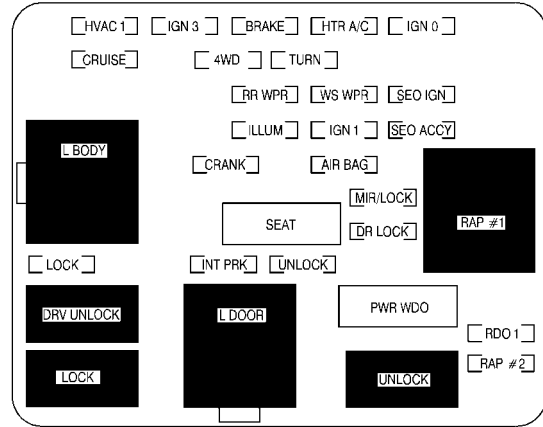 HVAC 1 IGN 3 BRAKE HTR A/C IGN 0
CRUISE 4WD TURN
RR WPR WS WPR SEO IGN
ILLUM IGN 1 SEO ACCY
L BODY
CRANK AIR BAG
MIR/LOCK
SEAT DR LOCK RAP #1
LOCK INT PRK UNLOCK
DRV UNLOCK L DOOR PWR WDO
RDO 1
RAP #2
LOCK UNLOCK